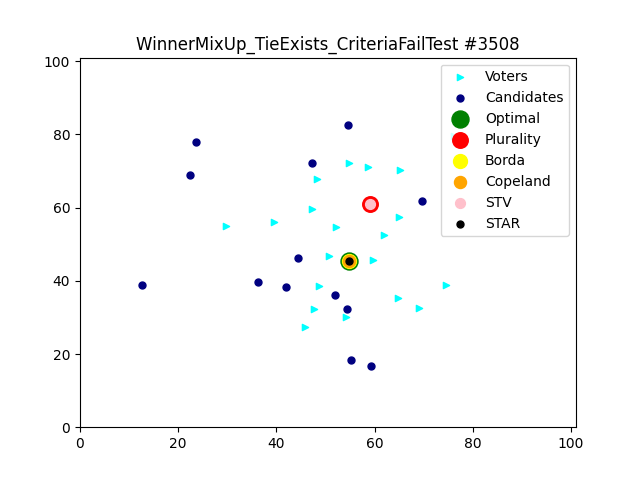 WinnerMixUp_TieExists_CriteriaFailTest #3508
100
80
60
40
20
0
0
20
40
60
80
100
Voters
Candidates
Optimal
Plurality
Borda
Copeland
STV
STAR